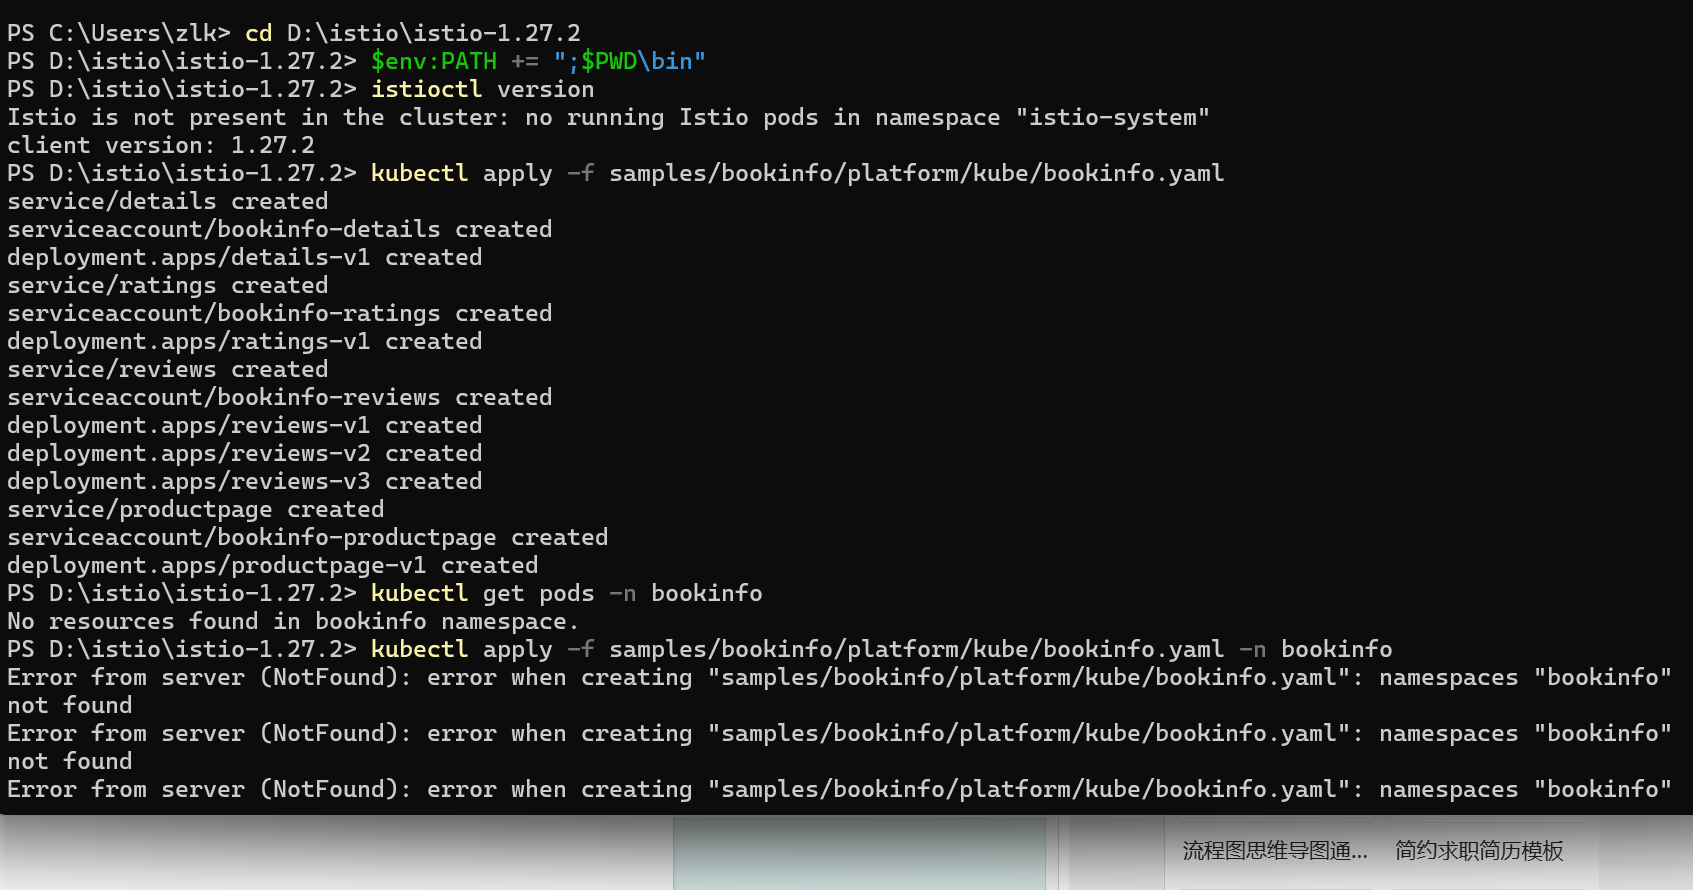 PS C:\Users\zlk> cd D:\istio\istio-1.27.2
PS D:\istio\istio-1.27.2> $env:PATH += ";$PWD\bin"
PS D:\istio\istio-1.27.2> istioctl version
Istio is not present in the cluster: no running Istio pods in namespace "istio-system"
client version: 1.27.2
PS D:\istio\istio-1.27.2> kubectl apply -f samples/bookinfo/platform/kube/bookinfo.yaml
service/details created
serviceaccount/bookinfo-details created
deployment.apps/details-v1 created
service/ratings created
serviceaccount/bookinfo-ratings created
deployment.apps/ratings-v1 created
service/reviews created
serviceaccount/bookinfo-reviews created
deployment.apps/reviews-v1 created
deployment.apps/reviews-v2 created
deployment.apps/reviews-v3 created
service/productpage created
serviceaccount/bookinfo-productpage created
deployment.apps/productpage-v1 created
PS D:\istio\istio-1.27.2> kubectl get pods -n bookinfo
No resources found in bookinfo namespace.
PS D:\istio\istio-1.27.2> kubectl apply -f samples/bookinfo/platform/kube/bookinfo.yaml -n bookinfo
Error from server (NotFound): error when creating "samples/bookinfo/platform/kube/bookinfo.yaml": namespaces "bookinfo"
not found
Error from server (NotFound): error when creating "samples/bookinfo/platform/kube/bookinfo.yaml": namespaces "bookinfo"
not found
Error from server (NotFound): error when creating "samples/bookinfo/platform/kube/bookinfo.yaml": namespaces "bookinfo"
流程图思维导图通... 简约求职简历模板